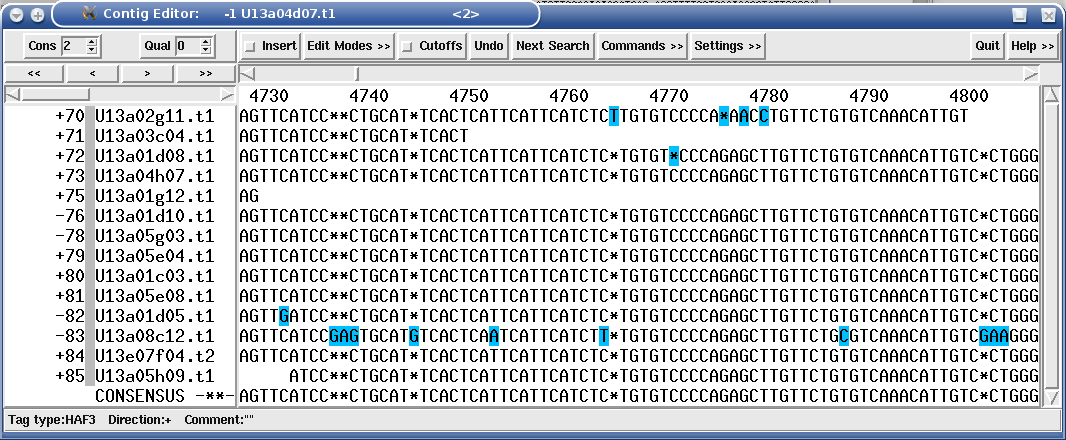 Contig Editor: -1 U13a04d07.t1 <2>
Cons 2 Qual 0 Insert Edit Modes >> Cutoffs Undo Next Search Commands >> Settings >> Quit Help >>
<< < > >>
4730 4740 4750 4760 4770 4780 4790 4800
+70 U13a02g11.t1 AGTTCATCC**CTGCAT*TCACTCATTCATTCATCTCTTGTGTCCCCA*AACCTGTTCTGTGTCAAACATTGT
+71 U13a03c04.t1 AGTTCATCC**CTGCAT*TCACT
+72 U13a01d08.t1 AGTTCATCC**CTGCAT*TCACTCATTCATTCATCTC*TGTGT*CCCAGAGCTTGTTCTGTGTCAAACATTGTC*CTGGG
+73 U13a04h07.t1 AGTTCATCC**CTGCAT*TCACTCATTCATTCATCTC*TGTGTCCCCAGAGCTTGTTCTGTGTCAAACATTGTC*CTGGG
+75 U13a01g12.t1 AG
-76 U13a01d10.t1 AGTTCATCC**CTGCAT*TCACTCATTCATTCATCTC*TGTGTCCCCAGAGCTTGTTCTGTGTCAAACATTGTC*CTGGG
-78 U13a05g03.t1 AGTTCATCC**CTGCAT*TCACTCATTCATTCATCTC*TGTGTCCCCAGAGCTTGTTCTGTGTCAAACATTGTC*CTGGG
+79 U13a05e04.t1 AGTTCATCC**CTGCAT*TCACTCATTCATTCATCTC*TGTGTCCCCAGAGCTTGTTCTGTGTCAAACATTGTC*CTGGG
+80 U13a01c03.t1 AGTTCATCC**CTGCAT*TCACTCATTCATTCATCTC*TGTGTCCCCAGAGCTTGTTCTGTGTCAAACATTGTC*CTGGG
+81 U13a05e08.t1 AGTTCATCC**CTGCAT*TCACTCATTCATTCATCTC*TGTGTCCCCAGAGCTTGTTCTGTGTCAAACATTGTC*CTGGG
-82 U13a01d05.t1 AGTTGATCC**CTGCAT*TCACTCATTCATTCATCTC*TGTGTCCCCAGAGCTTGTTCTGTGTCAAACATTGTC*CTGGG
-83 U13a08c12.t1 AGTTCATCCGAGTGCATGTCACTCAATCATTCATCTT*TGTGTCCCCAGAGCTTGTTCTGCGTCAAACATTGTCGAAGGG
+84 U13e07f04.t2 AGTTCATCC**CTGCAT*TCACTCATTCATTCATCTC*TGTGTCCCCAGAGCTTGTTCTGTGTCAAACATTGTC*CTGGG
+85 U13a05h09.t1 ATCC**CTGCAT*TCACTCATTCATTCATCTC*TGTGTCCCCAGAGCTTGTTCTGTGTCAAACATTGTC*CTGGG
CONSENSUS -**- AGTTCATCC**CTGCAT*TCACTCATTCATTCATCTC*TGTGTCCCCAGAGCTTGTTCTGTGTCAAACATTGTC*CTGGG
Tag type:HAF3 Direction:+ Comment:""